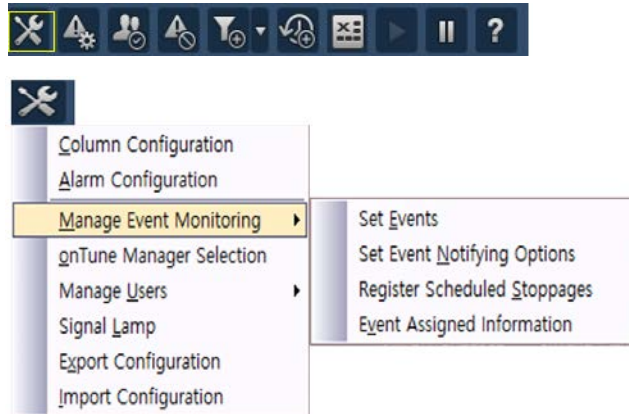 ?
Column Configuration
Alarm Configuration
Manage Event Monitoring
Set Events
onTune Manager Selection
Set Event Notifying Options
Manage Users
Register Scheduled Stoppages
Signal Lamp
Event Assigned Information
Export Configuration
Import Configuration